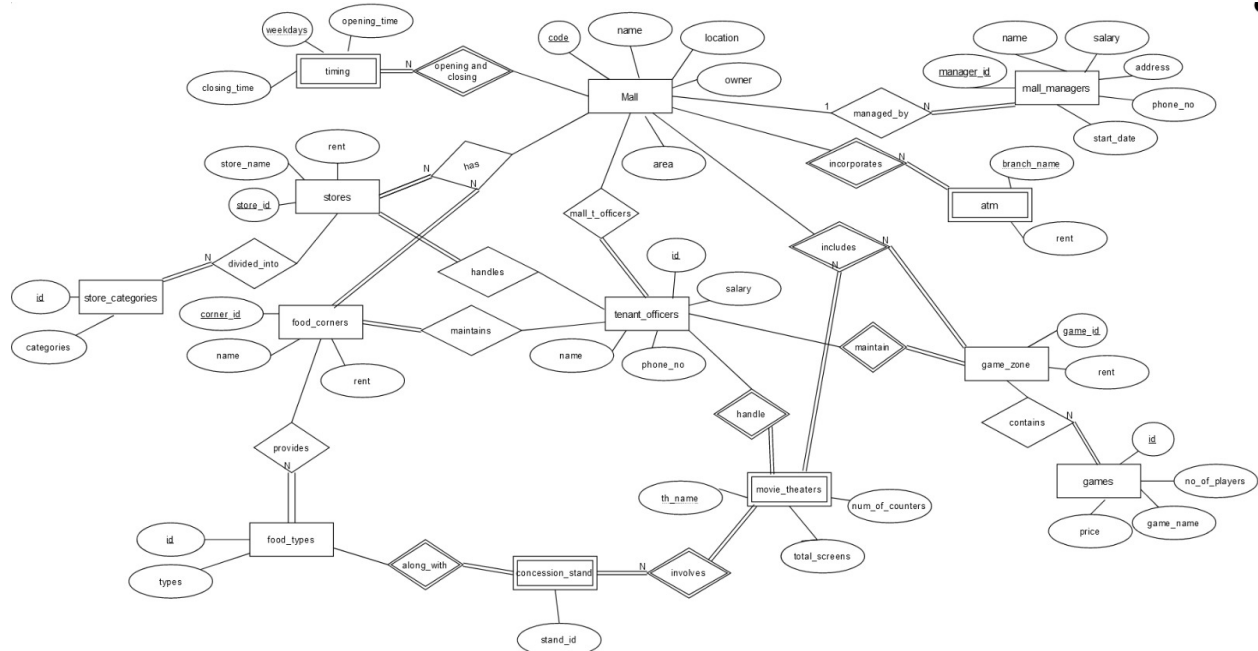 weekdays
opening_time
closing_time
timing
N
opening and
closing
code
name
location
owner
Mall
area
name
salary
manager_id
address
mall_managers
phone_no
start_date
1
managed_by
N
incorporates
N
branch_name
atm
rent
rent
store_name
store_id
stores
N
has
N
mall_t_officers
includes
N
N
divided_into
N
handles
id
store_categories
categories
corner_id
food_corners
name
rent
maintains
id
salary
tenant_officers
name
phone_no
maintain
game_id
game_zone
rent
handle
contains
N
id
games
no_of_players
game_name
price
provides
N
th_name
movie_theaters
num_of_counters
total_screens
id
food_types
types
along_with
concession_stand
N
involves
stand_id